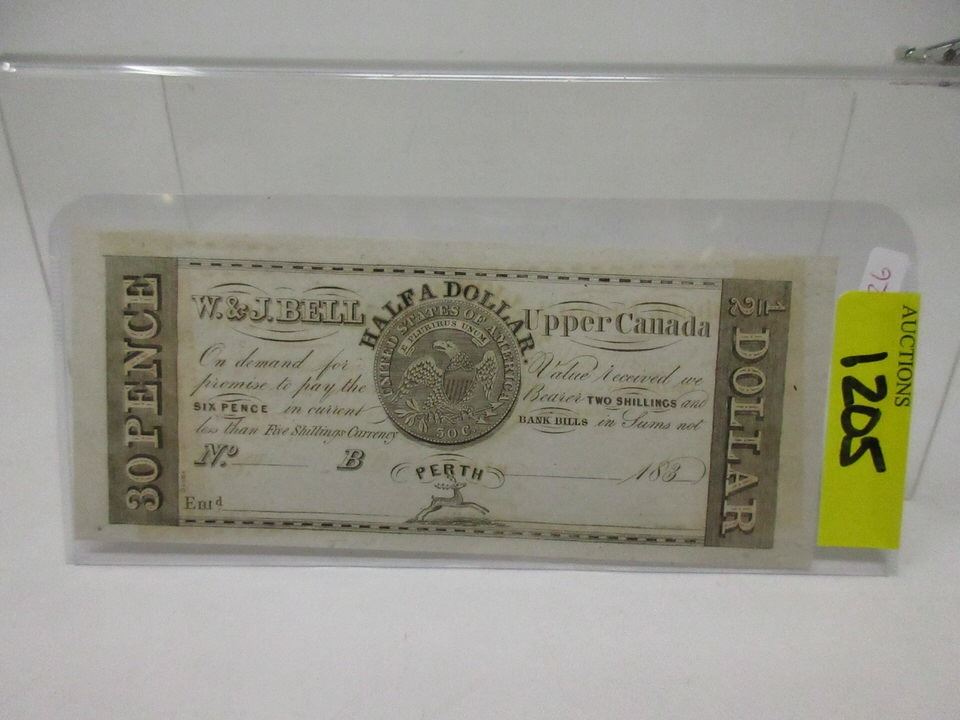 W. & J. BELL
HALF A DOLLAR.
Upper Canada
UNITED STATES OF AMERICA
E PLURIBUS UNUM
50 C.
On demand for Value received we
promise to pay the Bearer TWO SHILLINGS and
SIX PENCE in current BANK BILLS in Sums not
less than Five Shillings Currency
No. B
PERTH
183
Ent d
30 PENCE
1/2 DOLLAR
26
AUCTIONS
1205